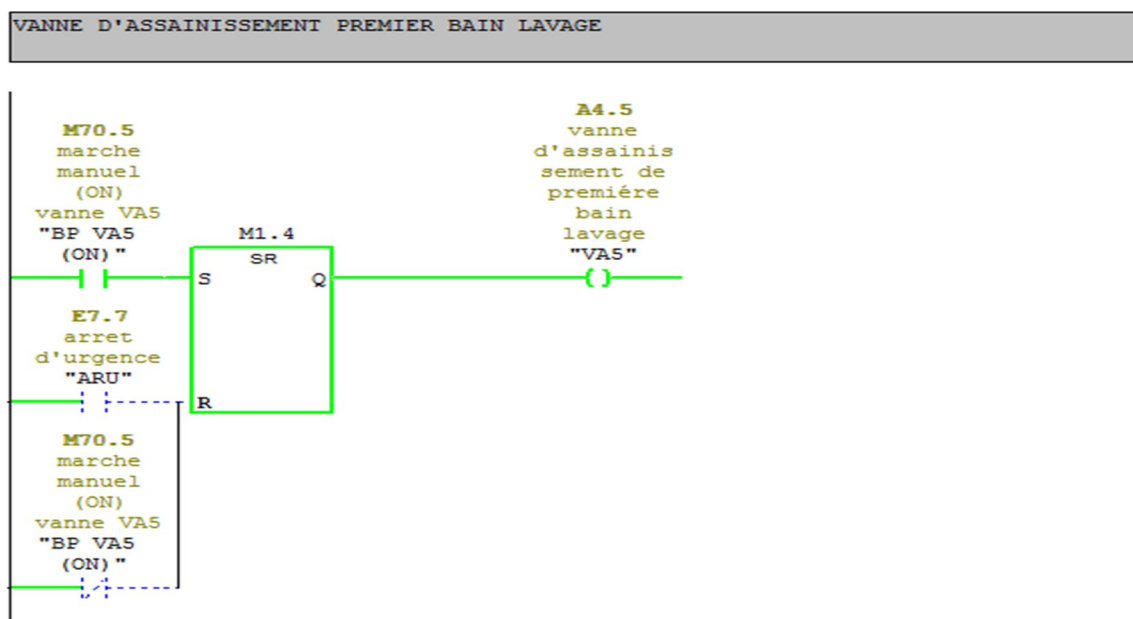 VANNE D'ASSAINISSEMENT PREMIER BAIN LAVAGE
A4.5
vanne
d'assainis
sement de
premiére
bain
lavage
"VA5"
M70.5
marche
manuel
(ON)
vanne VA5
"BP VA5
(ON)"
M1.4
SR
S
Q
E7.7
arret
d'urgence
"ARU"
R
M70.5
marche
manuel
(ON)
vanne VA5
"BP VA5
(ON)"